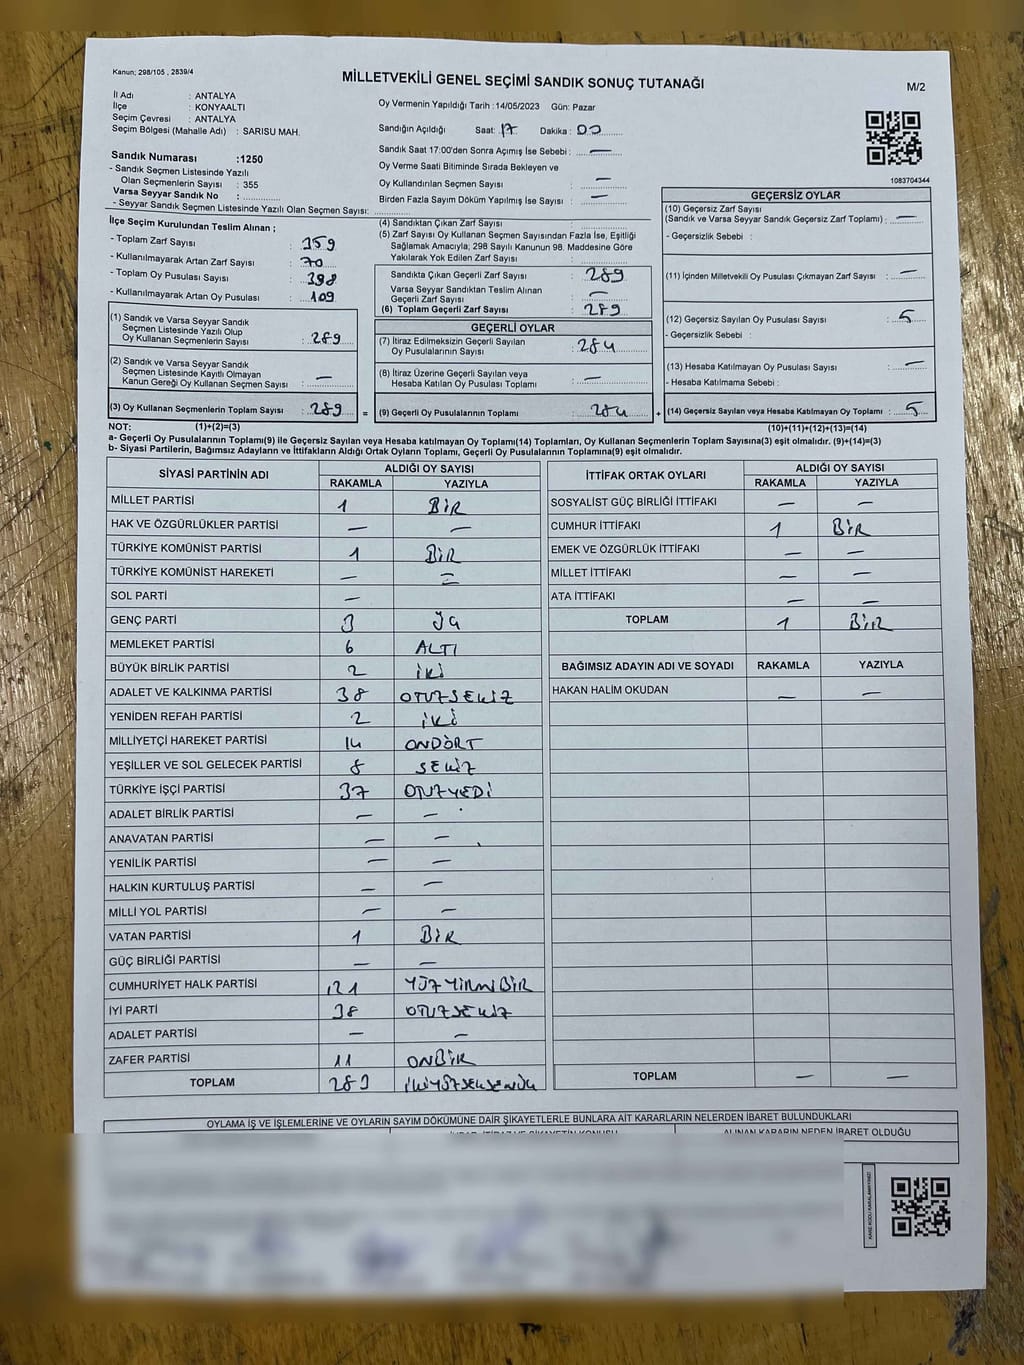 Kanun; 298/105 , 2839/4
MİLLETVEKİLİ GENEL SEÇİMİ SANDIK SONUÇ TUTANAĞI
M/2
İl Adı : ANTALYA
İlçe : KONYAALTI
Seçim Çevresi : ANTALYA
Seçim Bölgesi (Mahalle Adı) : SARISU MAH.
Oy Vermenin Yapıldığı Tarih : 14/05/2023 Gün: Pazar
Sandığın Açıldığı Saat: 17 Dakika : 00
Sandık Saat 17:00'den Sonra Açımış İse Sebebi : —
Oy Verme Saati Bitiminde Sırada Bekleyen ve
Oy Kullandırılan Seçmen Sayısı : —
Birden Fazla Sayım Döküm Yapılmış İse Sayısı : —
1083704344
Sandık Numarası :1250
- Sandık Seçmen Listesinde Yazılı
Olan Seçmenlerin Sayısı : 355
Varsa Seyyar Sandık No :
- Seyyar Sandık Seçmen Listesinde Yazılı Olan Seçmen Sayısı:
İlçe Seçim Kurulundan Teslim Alınan ;
- Toplam Zarf Sayısı : 359
- Kullanılmayarak Artan Zarf Sayısı : 70
- Toplam Oy Pusulası Sayısı : 398
- Kullanılmayarak Artan Oy Pusulası : 109
(1) Sandık ve Varsa Seyyar Sandık
Seçmen Listesinde Yazılı Olup
Oy Kullanan Seçmenlerin Sayısı : 289
(2) Sandık ve Varsa Seyyar Sandık
Seçmen Listesinde Kayıtlı Olmayan
Kanun Gereği Oy Kullanan Seçmen Sayısı : —
(3) Oy Kullanan Seçmenlerin Toplam Sayısı : 289 =
(4) Sandıktan Çıkan Zarf Sayısı :
(5) Zarf Sayısı Oy Kullanan Seçmen Sayısından Fazla İse, Eşitliği
Sağlamak Amacıyla; 298 Sayılı Kanunun 98. Maddesine Göre
Yakılarak Yok Edilen Zarf Sayısı :
Sandıkta Çıkan Geçerli Zarf Sayısı : 289
Varsa Seyyar Sandıktan Teslim Alınan
Geçerli Zarf Sayısı : —
(6) Toplam Geçerli Zarf Sayısı : 289
GEÇERLİ OYLAR
(7) İtiraz Edilmeksizin Geçerli Sayılan
Oy Pusulalarının Sayısı : 284
(8) İtiraz Üzerine Geçerli Sayılan veya
Hesaba Katılan Oy Pusulası Toplamı : —
(9) Geçerli Oy Pusulalarının Toplamı : 284 +
GEÇERSİZ OYLAR
(10) Geçersiz Zarf Sayısı
(Sandık ve Varsa Seyyar Sandık Geçersiz Zarf Toplamı) : —
- Geçersizlik Sebebi :
(11) İçinden Milletvekili Oy Pusulası Çıkmayan Zarf Sayısı : —
(12) Geçersiz Sayılan Oy Pusulası Sayısı : 5
- Geçersizlik Sebebi :
(13) Hesaba Katılmayan Oy Pusulası Sayısı : —
- Hesaba Katılmama Sebebi :
(14) Geçersiz Sayılan veya Hesaba Katılmayan Oy Toplamı : 5
NOT: (1)+(2)=(3) (10)+(11)+(12)+(13)=(14)
a- Geçerli Oy Pusulalarının Toplamı(9) ile Geçersiz Sayılan veya Hesaba katılmayan Oy Toplamı(14) Toplamları, Oy Kullanan Seçmenlerin Toplam Sayısına(3) eşit olmalıdır. (9)+(14)=(3)
b- Siyasi Partilerin, Bağımsız Adayların ve İttifakların Aldığı Ortak Oyların Toplamı, Geçerli Oy Pusulalarının Toplamına(9) eşit olmalıdır.
SİYASİ PARTİNİN ADI ALDIĞI OY SAYISI
RAKAMLA YAZIYLA
MİLLET PARTİSİ 1 BİR
HAK VE ÖZGÜRLÜKLER PARTİSİ — —
TÜRKİYE KOMÜNİST PARTİSİ 1 BİR
TÜRKİYE KOMÜNİST HAREKETİ — —
SOL PARTİ —
GENÇ PARTİ 3
MEMLEKET PARTİSİ 6 ALTI
BÜYÜK BİRLİK PARTİSİ 2 İKİ
ADALET VE KALKINMA PARTİSİ 38 OTUZSEKİZ
YENİDEN REFAH PARTİSİ 2 İKİ
MİLLİYETÇİ HAREKET PARTİSİ 14 ONDÖRT
YEŞİLLER VE SOL GELECEK PARTİSİ 8 SEKİZ
TÜRKİYE İŞÇİ PARTİSİ 37 OTUZYEDİ
ADALET BİRLİK PARTİSİ — —
ANAVATAN PARTİSİ — —
YENİLİK PARTİSİ — —
HALKIN KURTULUŞ PARTİSİ — —
MİLLİ YOL PARTİSİ — —
VATAN PARTİSİ 1 BİR
GÜÇ BİRLİĞİ PARTİSİ — —
CUMHURİYET HALK PARTİSİ 121 YÜZYİRMİBİR
İYİ PARTİ 38 OTUZSEKİZ
ADALET PARTİSİ — —
ZAFER PARTİSİ 11 ONBİR
TOPLAM 283
İTTİFAK ORTAK OYLARI ALDIĞI OY SAYISI
RAKAMLA YAZIYLA
SOSYALİST GÜÇ BİRLİĞİ İTTİFAKI — —
CUMHUR İTTİFAKI 1 BİR
EMEK VE ÖZGÜRLÜK İTTİFAKI — —
MİLLET İTTİFAKI — —
ATA İTTİFAKI — —
TOPLAM 1 BİR
BAĞIMSIZ ADAYIN ADI VE SOYADI RAKAMLA YAZIYLA
HAKAN HALİM OKUDAN — —
TOPLAM — —
OYLAMA İŞ VE İŞLEMLERİNE VE OYLARIN SAYIM DÖKÜMÜNE DAİR ŞİKAYETLERLE BUNLARA AİT KARARLARIN NELERDEN İBARET BULUNDUKLARI
ALINAN KARARIN NEDEN İBARET OLDUĞU
KARE KODU KARALAMAYINIZ!